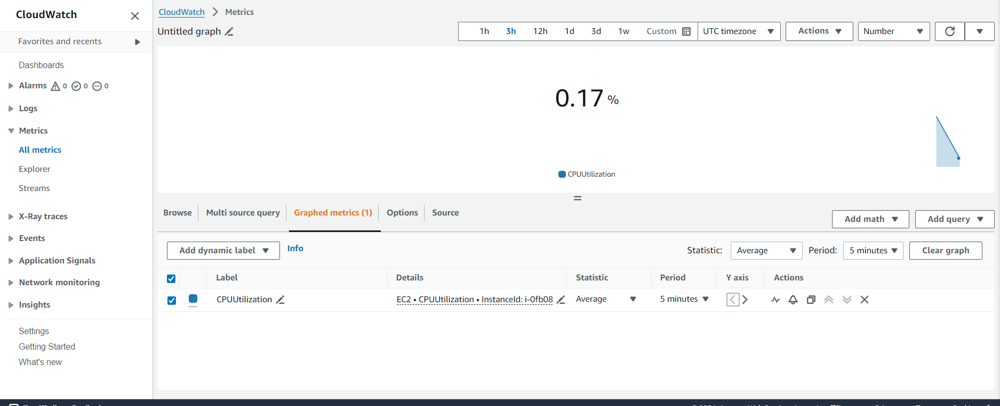 CloudWatch
Favorites and recents
Dashboards
Alarms 0 0 0
Logs
Metrics
All metrics
Explorer
Streams
X-Ray traces
Events
Application Signals
Network monitoring
Insights
Settings
Getting Started
What's new
CloudWatch > Metrics
Untitled graph
1h 3h 12h 1d 3d 1w Custom UTC timezone Actions Number
0.17 %
CPUUtilization
Browse Multi source query Graphed metrics (1) Options Source
Add math Add query
Add dynamic label Info Statistic: Average Period: 5 minutes Clear graph
Label Details Statistic Period Y axis Actions
CPUUtilization EC2 • CPUUtilization • InstanceId: i-0fb08 Average 5 minutes